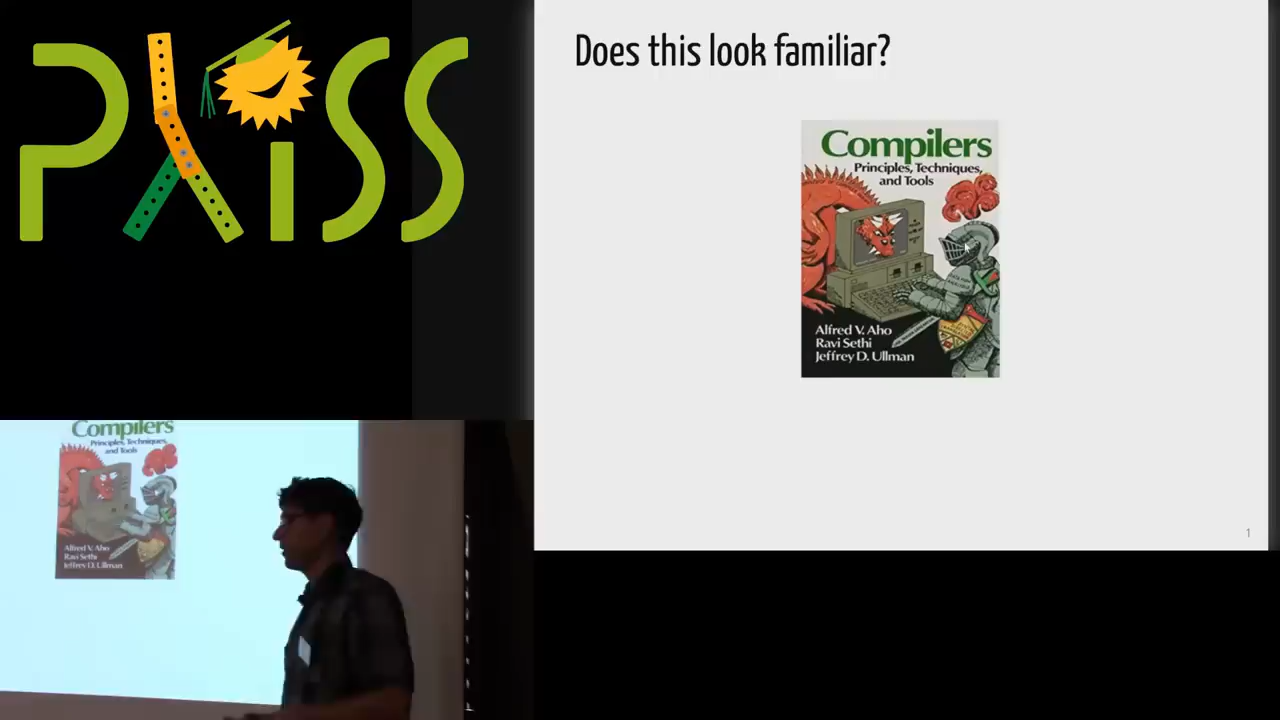 PLISS
Does this look familiar?
Compilers
Principles, Techniques,
and Tools
Alfred V. Aho
Ravi Sethi
Jeffrey D. Ullman
1
Compilers
Principles, Techniques,
and Tools
Alfred V. Aho
Ravi Sethi
Jeffrey D. Ullman